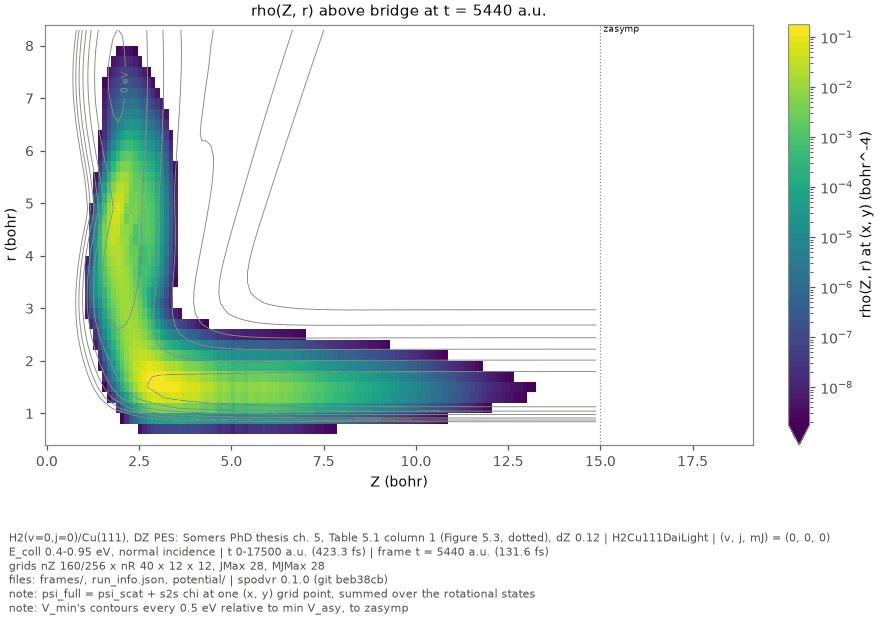 rho(Z, r) above bridge at t = 5440 a.u.
zasymp
0 eV
8
7
6
5
4
3
2
1
r (bohr)
0.0
2.5
5.0
7.5
10.0
12.5
15.0
17.5
Z (bohr)
10⁻¹
10⁻²
10⁻³
10⁻⁴
10⁻⁵
10⁻⁶
10⁻⁷
10⁻⁸
rho(Z, r) at (x, y) (bohr^-4)
H2(v=0,j=0)/Cu(111), DZ PES: Somers PhD thesis ch. 5, Table 5.1 column 1 (Figure 5.3, dotted), dZ 0.12 | H2Cu111DaiLight | (v, j, mJ) = (0, 0, 0)
E_coll 0.4-0.95 eV, normal incidence | t 0-17500 a.u. (423.3 fs) | frame t = 5440 a.u. (131.6 fs)
grids nZ 160/256 x nR 40 x 12 x 12, JMax 28, MJMax 28
files: frames/, run_info.json, potential/ | spodvr 0.1.0 (git beb38cb)
note: psi_full = psi_scat + s2s chi at one (x, y) grid point, summed over the rotational states
note: V_min's contours every 0.5 eV relative to min V_asy, to zasymp